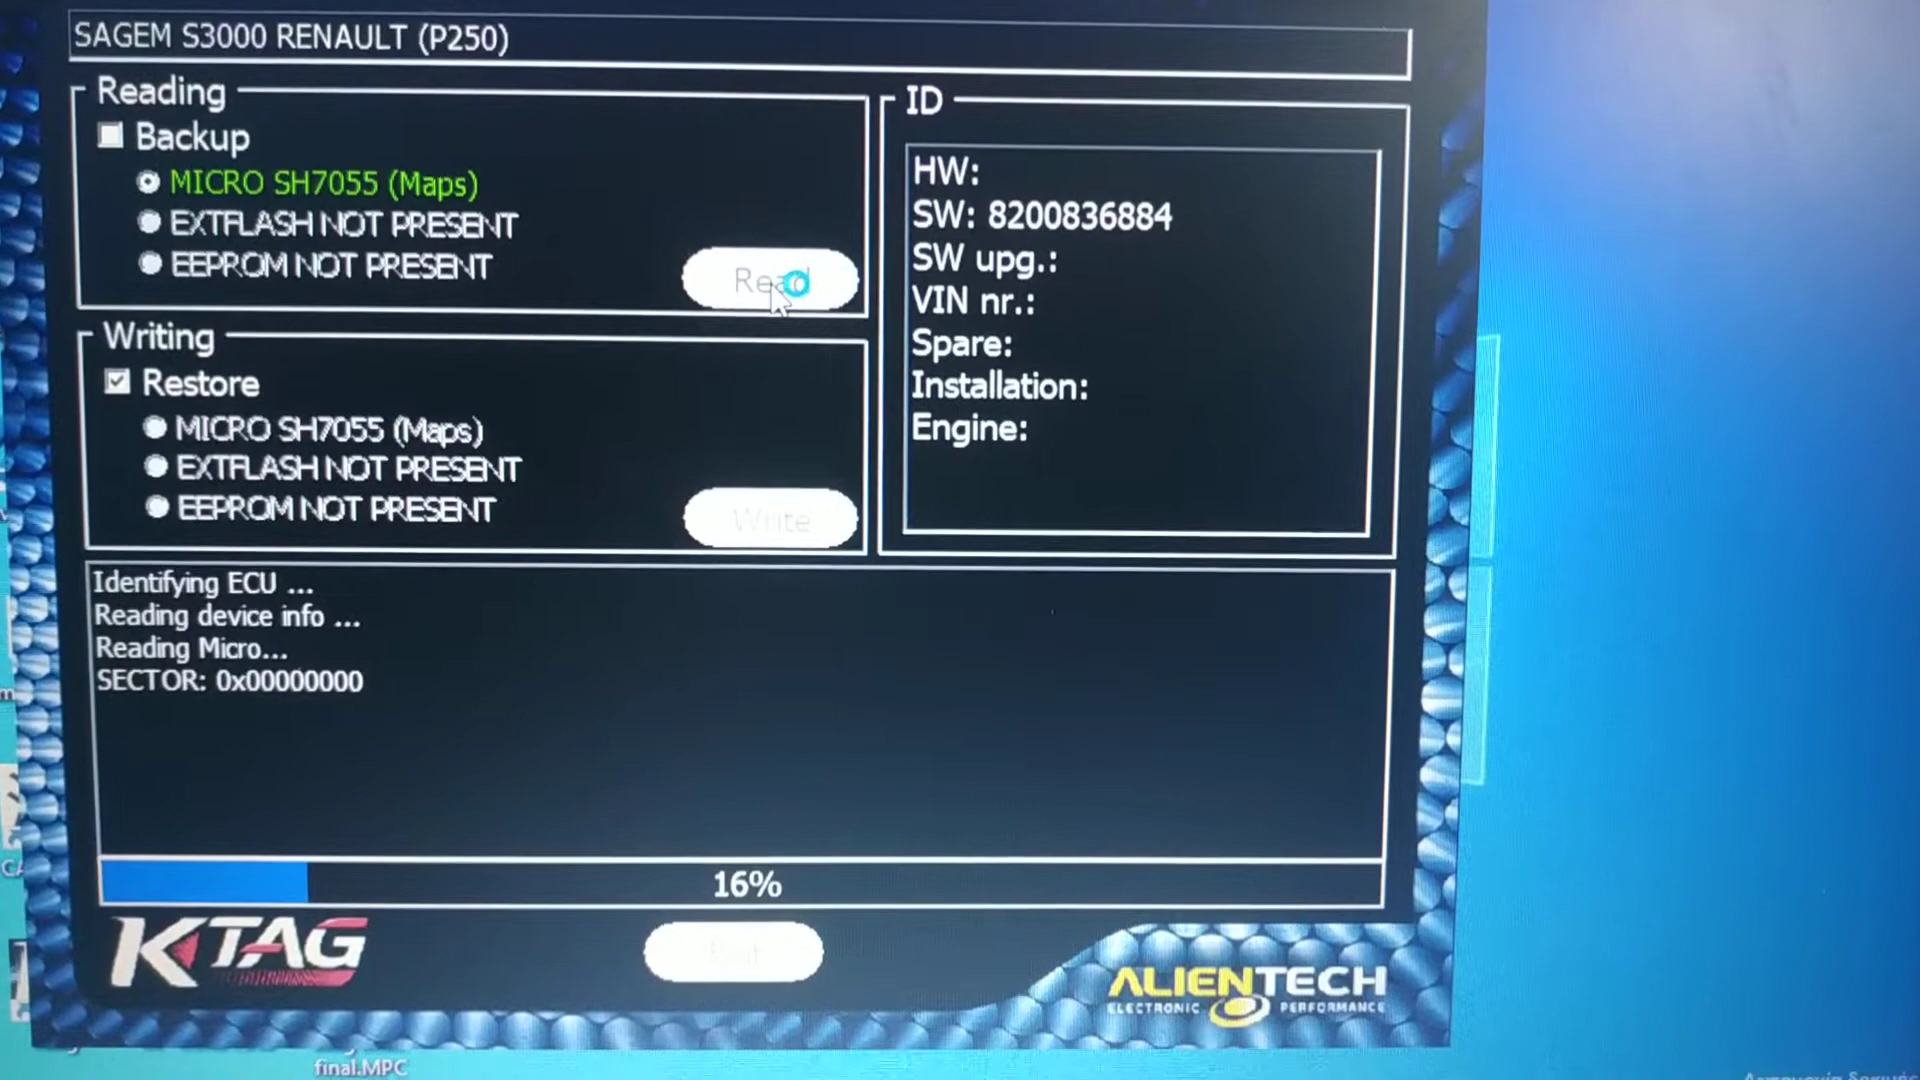 SAGEM S3000 RENAULT (P250)
Reading
Backup
MICRO SH7055 (Maps)
EXTFLASH NOT PRESENT
EEPROM NOT PRESENT
Read
Writing
Restore
MICRO SH7055 (Maps)
EXTFLASH NOT PRESENT
EEPROM NOT PRESENT
Write
ID
HW:
SW: 8200836884
SW upg.:
VIN nr.:
Spare:
Installation:
Engine:
Identifying ECU ...
Reading device info ...
Reading Micro...
SECTOR: 0x00000000
16%
KTAG
ALIENTECH
ELECTRONIC PERFORMANCE
final.MPC